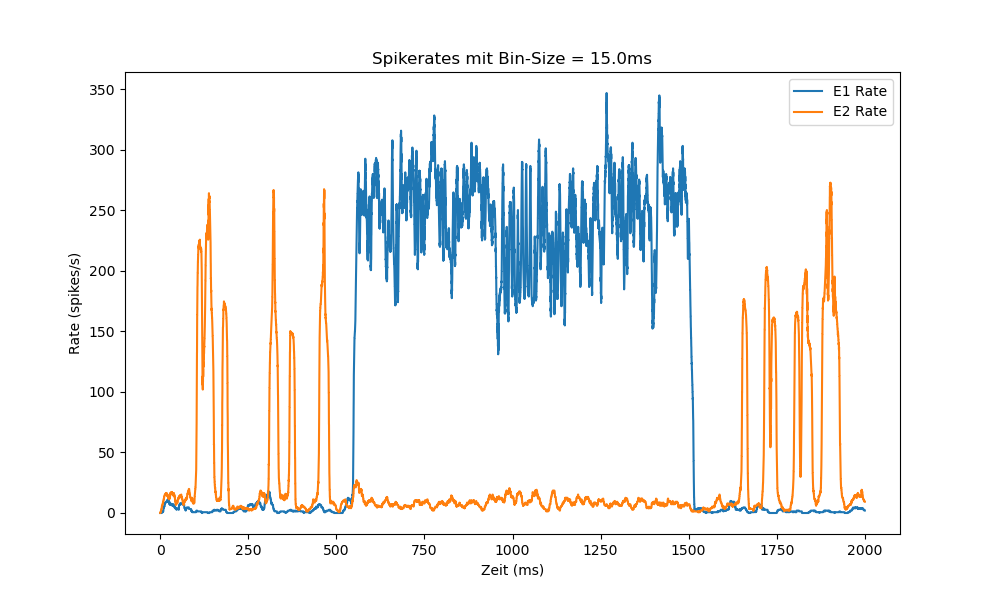 Spikerates mit Bin-Size = 15.0ms
E1 Rate
E2 Rate
350
300
250
200
150
100
50
0
Rate (spikes/s)
0 250 500 750 1000 1250 1500 1750 2000
Zeit (ms)